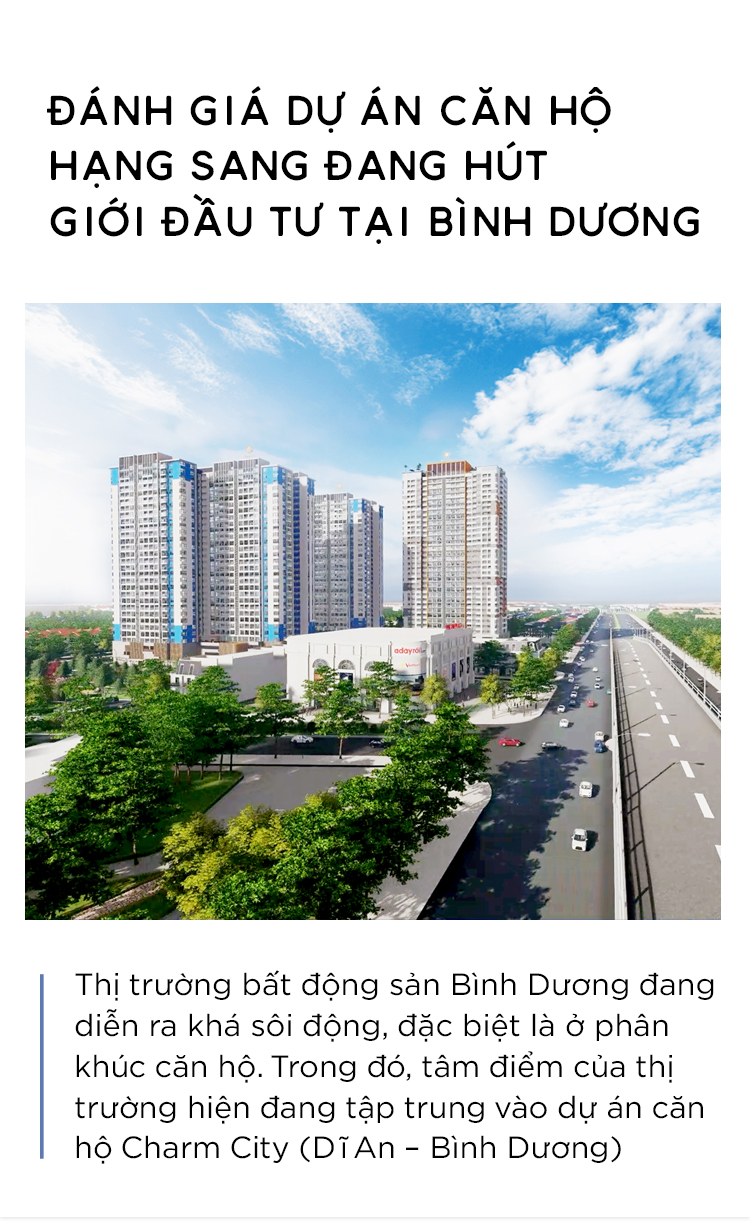 ĐÁNH GIÁ DỰ ÁN CĂN HỘ
HẠNG SANG ĐANG HÚT
GIỚI ĐẦU TƯ TẠI BÌNH DƯƠNG
Thị trường bất động sản Bình Dương đang
diễn ra khá sôi động, đặc biệt là ở phân
khúc căn hộ. Trong đó, tâm điểm của thị
trường hiện đang tập trung vào dự án căn
hộ Charm City (Dĩ An – Bình Dương)